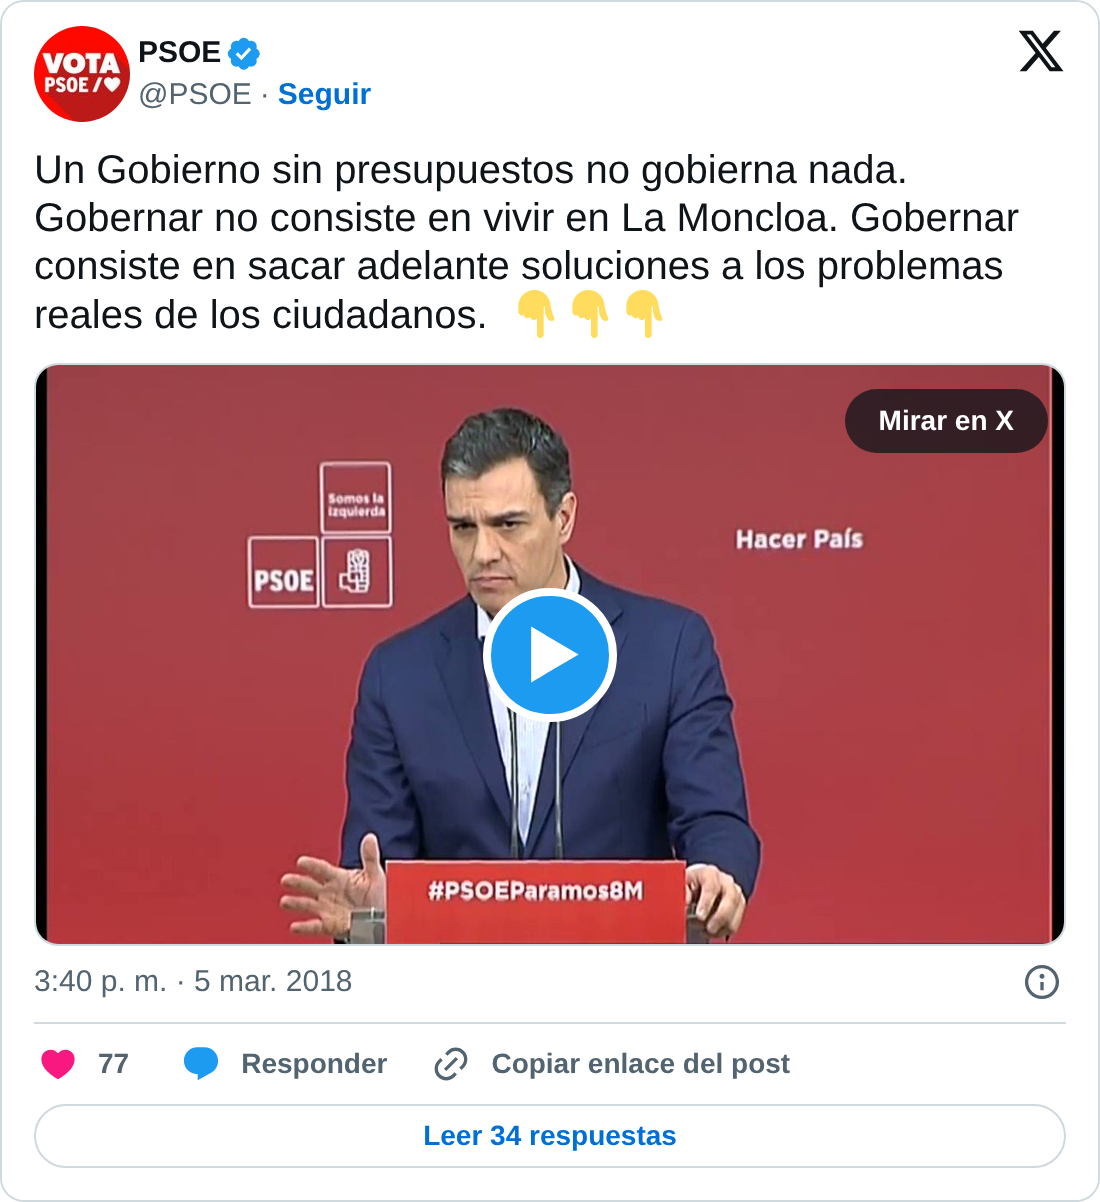 VOTA
PSOE /
PSOE
@PSOE · Seguir
Un Gobierno sin presupuestos no gobierna nada.
Gobernar no consiste en vivir en La Moncloa. Gobernar
consiste en sacar adelante soluciones a los problemas
reales de los ciudadanos. 👇👇👇
Mirar en X
Somos la
izquierda
PSOE
Hacer País
#PSOEParamos8M
3:40 p. m. · 5 mar. 2018
77 Responder Copiar enlace del post
Leer 34 respuestas